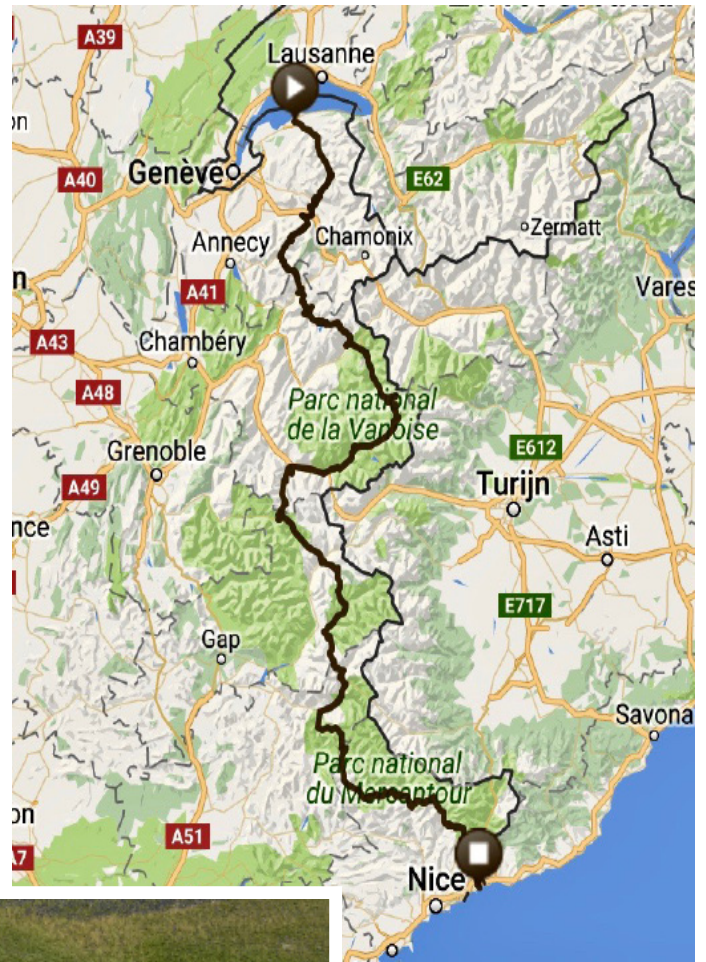 A39
Lausanne
on
A40
Genève
E62
Annecy
Chamonix
Zermatt
n
A41
Vares
A43
Chambéry
A48
Parc national
de la Vanoise
Grenoble
E612
A49
Turijn
nce
Asti
E717
Gap
Savona
Parc national
du Mercantour
on
A51
A7
Nice